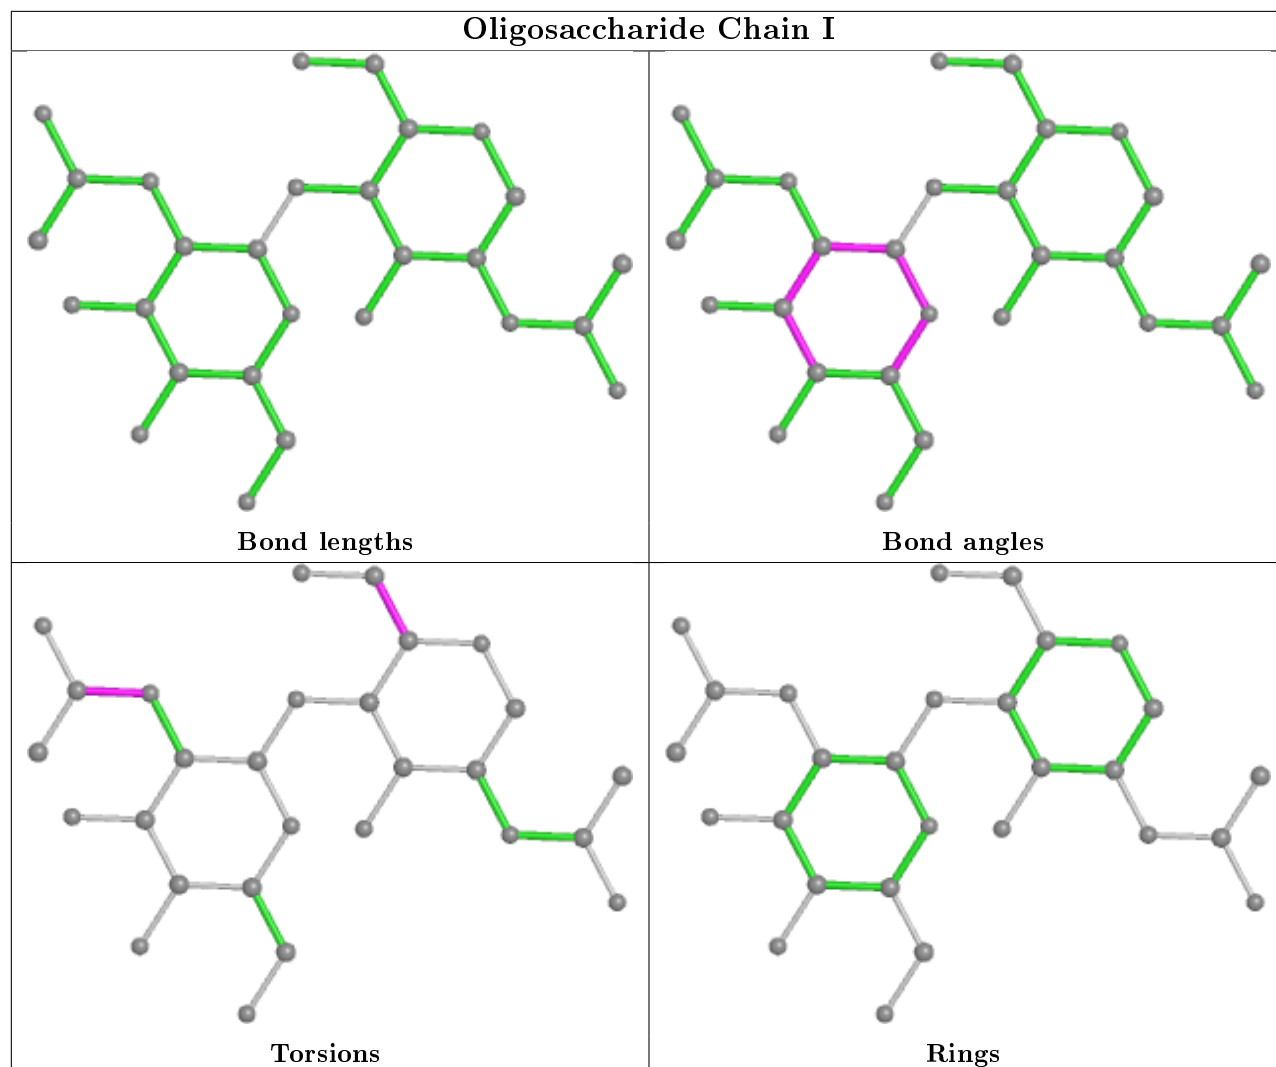 Oligosaccharide Chain I
Bond lengths
Bond angles
Torsions
Rings